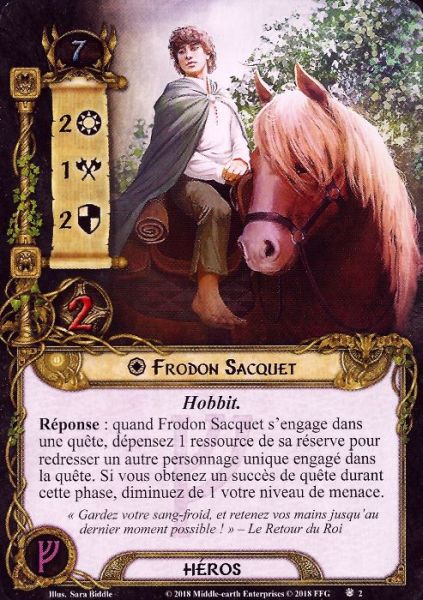 7
2
1
2
2
Frodon Sacquet
Hobbit.
Réponse : quand Frodon Sacquet s'engage dans
une quête, dépensez 1 ressource de sa réserve pour
redresser un autre personnage unique engagé dans
la quête. Si vous obtenez un succès de quête durant
cette phase, diminuez de 1 votre niveau de menace.
« Gardez votre sang-froid, et retenez vos mains jusqu'au
dernier moment possible ! » – Le Retour du Roi
HÉROS
Illus. Sara Biddle © 2018 Middle-earth Enterprises © 2018 FFG 2